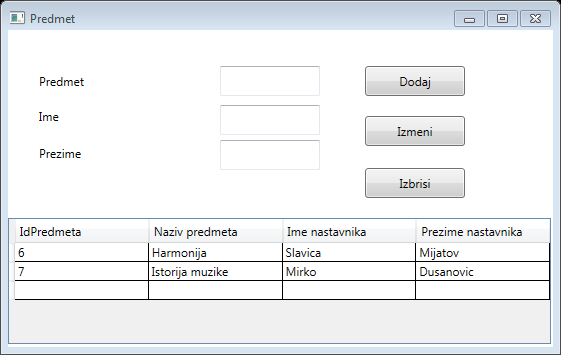 Predmet
Predmet
Dodaj
Ime
Izmeni
Prezime
Izbrisi
IdPredmeta Naziv predmeta Ime nastavnika Prezime nastavnika
6 Harmonija Slavica Mijatov
7 Istorija muzike Mirko Dusanovic